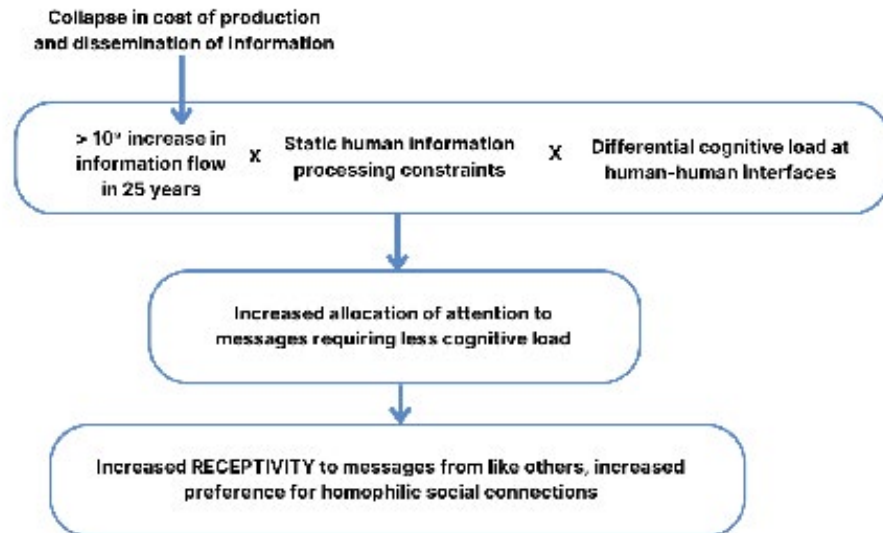 Collapse in cost of production
and dissemination of information
> 10 increase in
information flow
in 25 years
X
Static human information
processing constraints
X
Differential cognitive load at
human-human interfaces
Increased allocation of attention to
messages requiring less cognitive load
Increased RECEPTIVITY to messages from like others, increased
preference for homophilic social connections